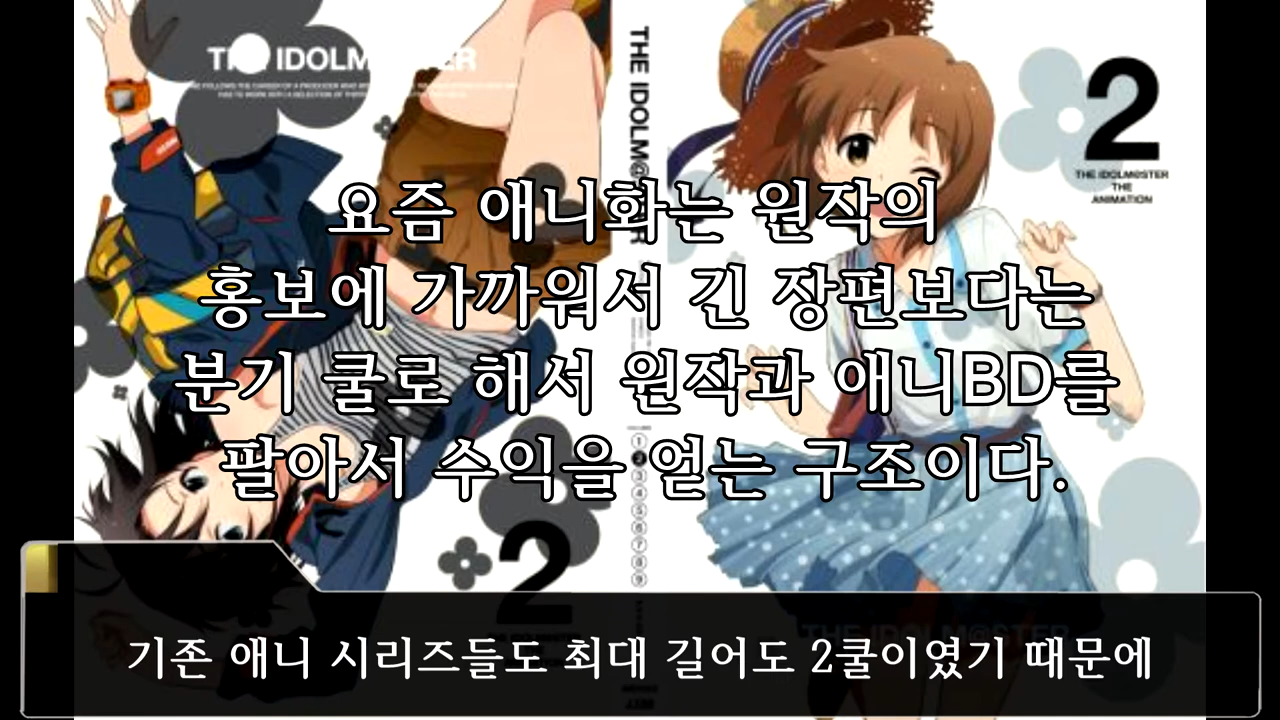 THE IDOLM@STER
THE IDOLM@STER
2
THE IDOLM@STER
THE
ANIMATION
요즘 애니화는 원작의
홍보에 가까워서 긴 장편보다는
분기 쿨로 해서 원작과 애니BD를
팔아서 수익을 얻는 구조이다.
2
기존 애니 시리즈들도 최대 길어도 2쿨이였기 때문에